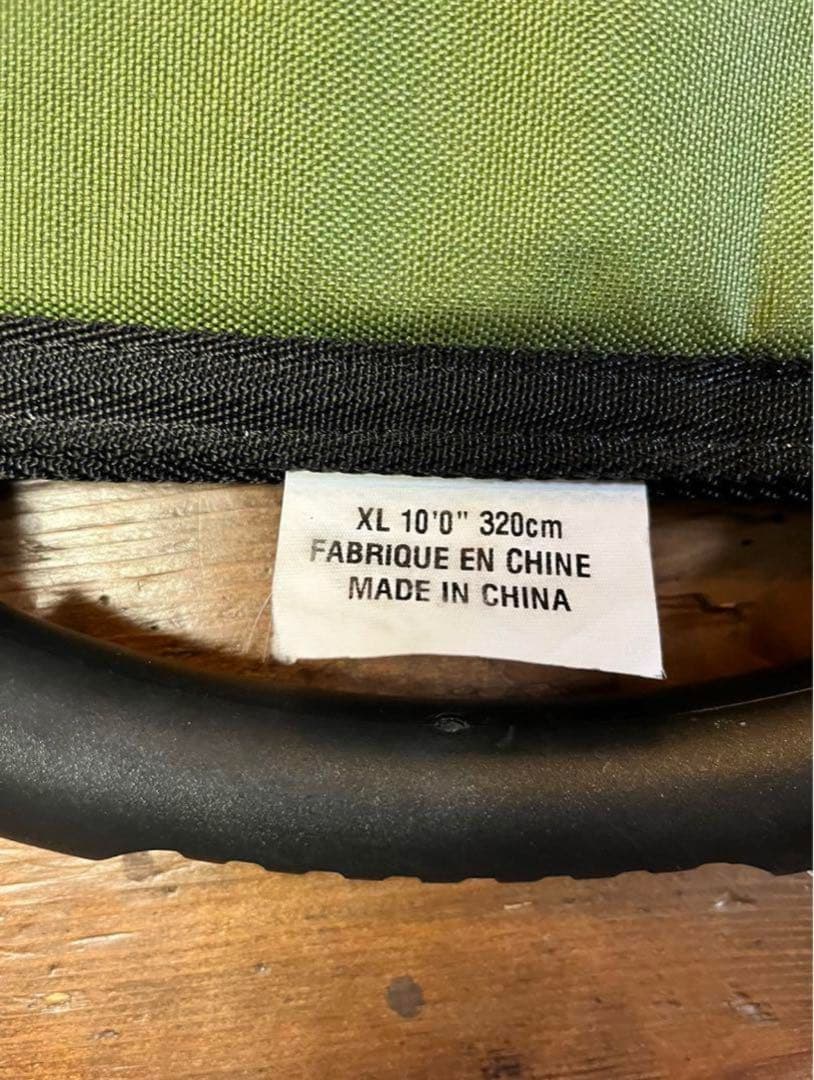 XL 10'0" 320cm
FABRIQUE EN CHINE
MADE IN CHINA